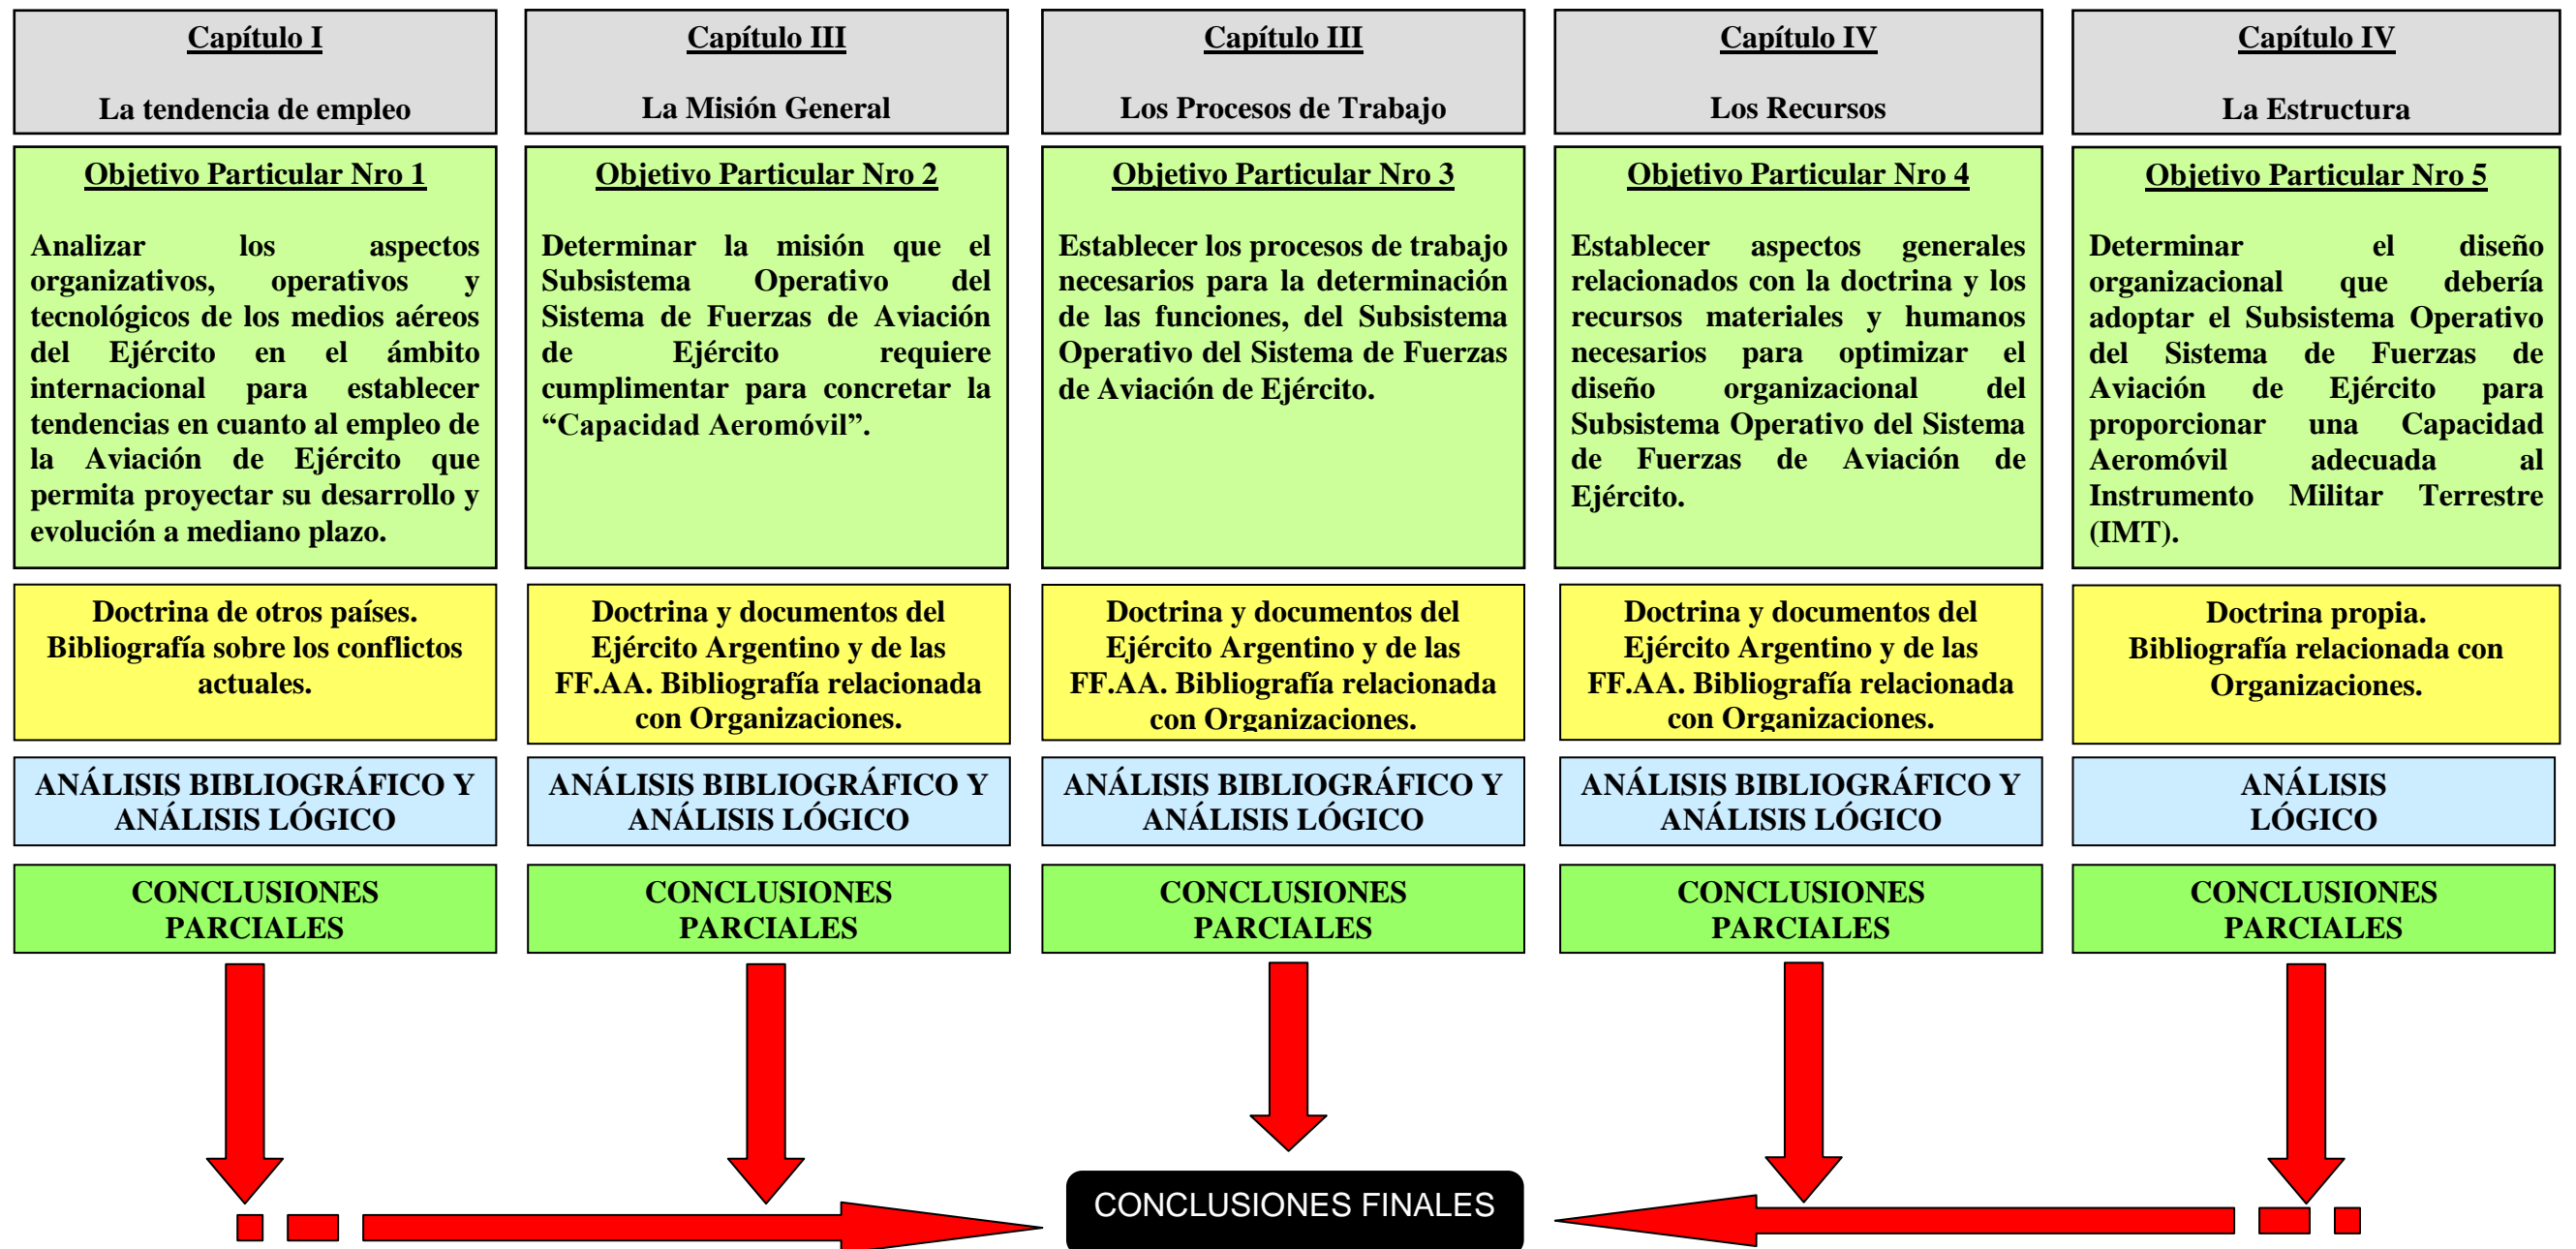 Capítulo I
La tendencia de empleo
Objetivo Particular Nro 1
Analizar los aspectos
organizativos, operativos y
tecnológicos de los medios aéreos
del Ejército en el ámbito
internacional para establecer
tendencias en cuanto al empleo de
la Aviación de Ejército que
permita proyectar su desarrollo y
evolución a mediano plazo.
Doctrina de otros países.
Bibliografía sobre los conflictos
actuales.
ANÁLISIS BIBLIOGRÁFICO Y
ANÁLISIS LÓGICO
CONCLUSIONES
PARCIALES
Capítulo III
La Misión General
Objetivo Particular Nro 2
Determinar la misión que el
Subsistema Operativo del
Sistema de Fuerzas de Aviación
de Ejército requiere
cumplimentar para concretar la
“Capacidad Aeromóvil”.
Doctrina y documentos del
Ejército Argentino y de las
FF.AA. Bibliografía relacionada
con Organizaciones.
ANÁLISIS BIBLIOGRÁFICO Y
ANÁLISIS LÓGICO
CONCLUSIONES
PARCIALES
Capítulo III
Los Procesos de Trabajo
Objetivo Particular Nro 3
Establecer los procesos de trabajo
necesarios para la determinación
de las funciones, del Subsistema
Operativo del Sistema de Fuerzas
de Aviación de Ejército.
Doctrina y documentos del
Ejército Argentino y de las
FF.AA. Bibliografía relacionada
con Organizaciones.
ANÁLISIS BIBLIOGRÁFICO Y
ANÁLISIS LÓGICO
CONCLUSIONES
PARCIALES
Capítulo IV
Los Recursos
Objetivo Particular Nro 4
Establecer aspectos generales
relacionados con la doctrina y los
recursos materiales y humanos
necesarios para optimizar el
diseño organizacional del
Subsistema Operativo del Sistema
de Fuerzas de Aviación de
Ejército.
Doctrina y documentos del
Ejército Argentino y de las
FF.AA. Bibliografía relacionada
con Organizaciones.
ANÁLISIS BIBLIOGRÁFICO Y
ANÁLISIS LÓGICO
CONCLUSIONES
PARCIALES
Capítulo IV
La Estructura
Objetivo Particular Nro 5
Determinar el diseño
organizacional que debería
adoptar el Subsistema Operativo
del Sistema de Fuerzas de
Aviación de Ejército para
proporcionar una Capacidad
Aeromóvil adecuada al
Instrumento Militar Terrestre
(IMT).
Doctrina propia.
Bibliografía relacionada con
Organizaciones.
ANÁLISIS
LÓGICO
CONCLUSIONES
PARCIALES
CONCLUSIONES FINALES